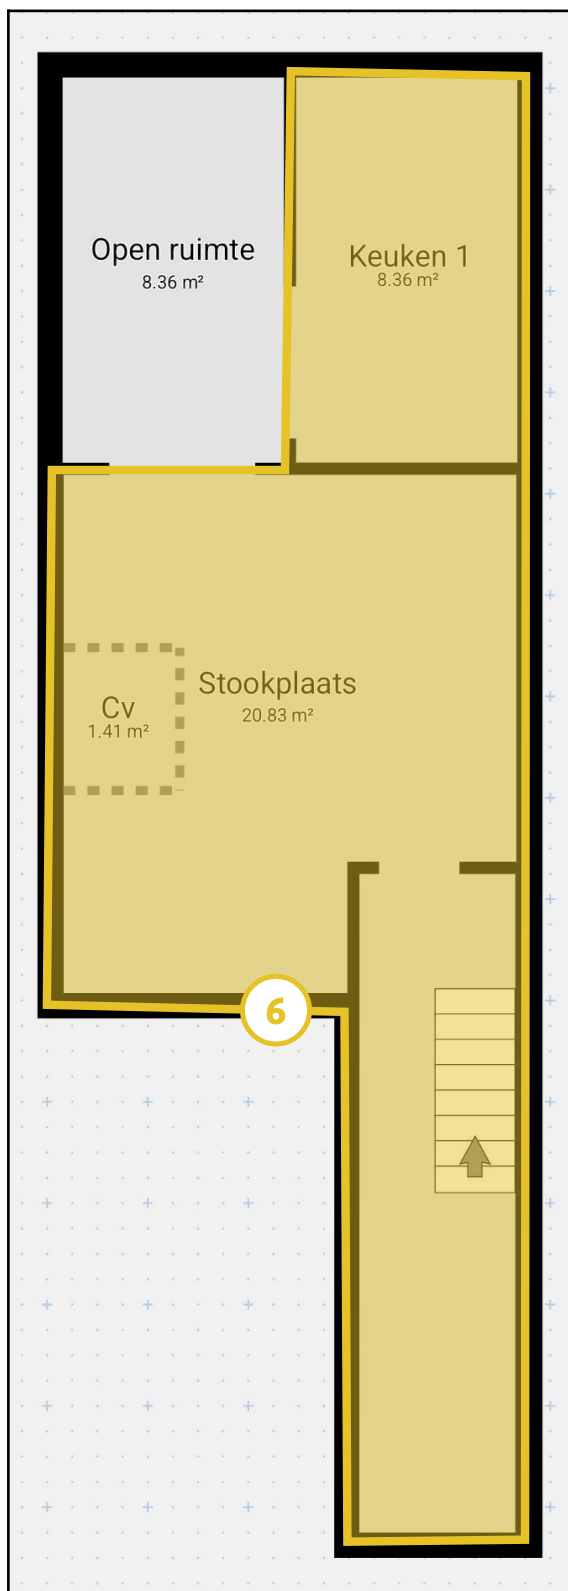 Open ruimte
8.36 m²
Keuken 1
8.36 m²
Stookplaats
20.83 m²
Cv
1.41 m²
6